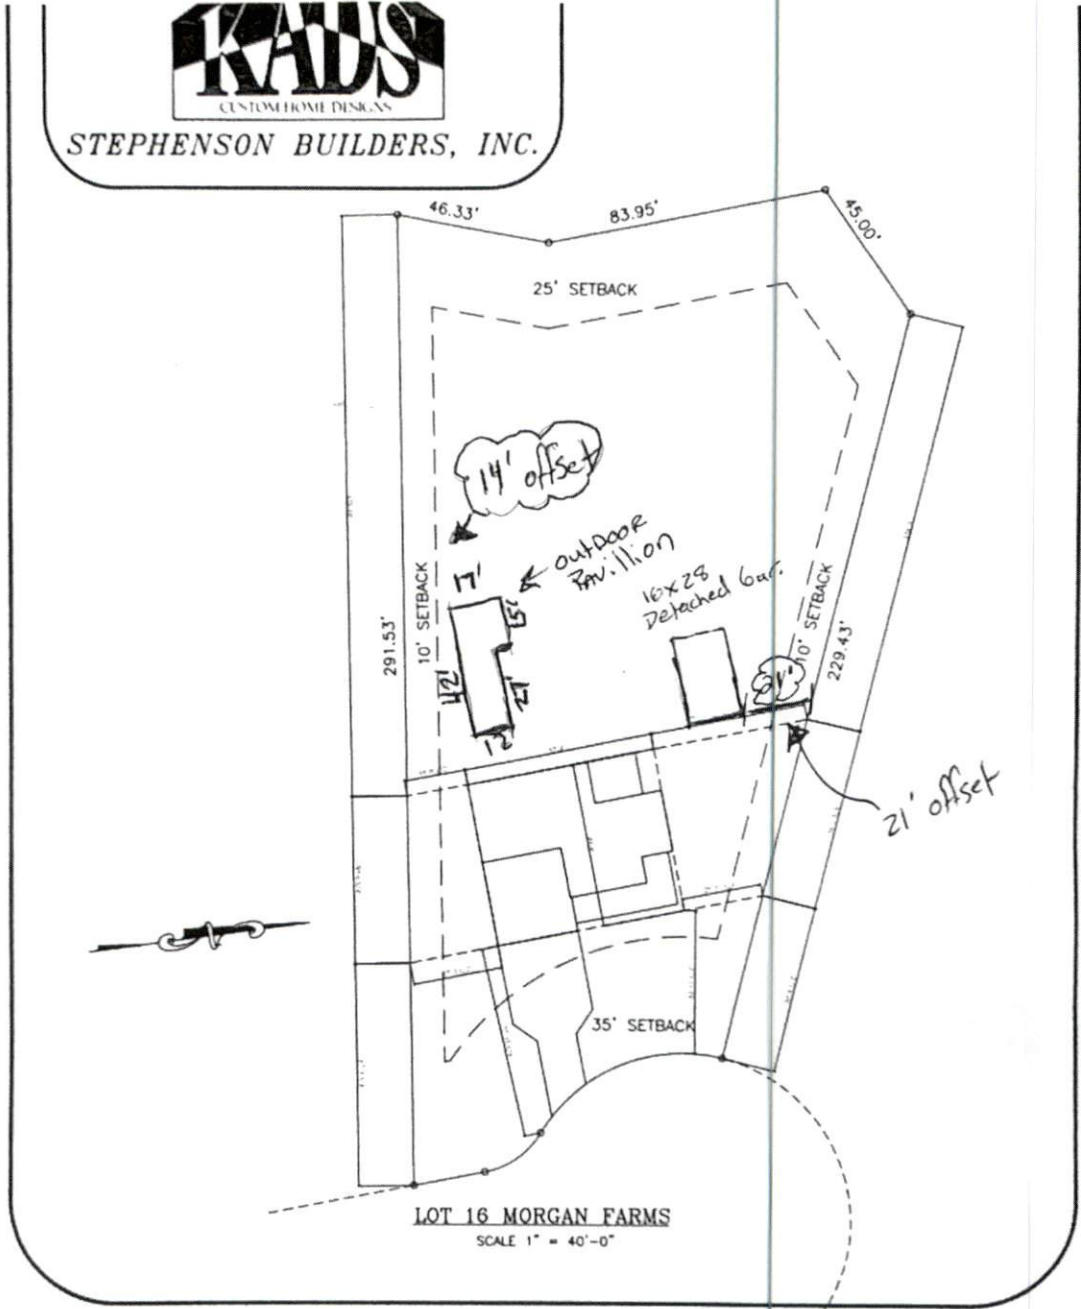 KADS
CUSTOM HOME DESIGNS
STEPHENSON BUILDERS, INC.
46.33'
83.95'
45.00'
25' SETBACK
14' offset
outdoor
Pavillion
17'
15'
16x28
Detached Gar.
10' SETBACK
10' SETBACK
291.53'
229.43'
42'
27'
12'
21'
21' offset
35' SETBACK
LOT 16 MORGAN FARMS
SCALE 1" = 40'-0"